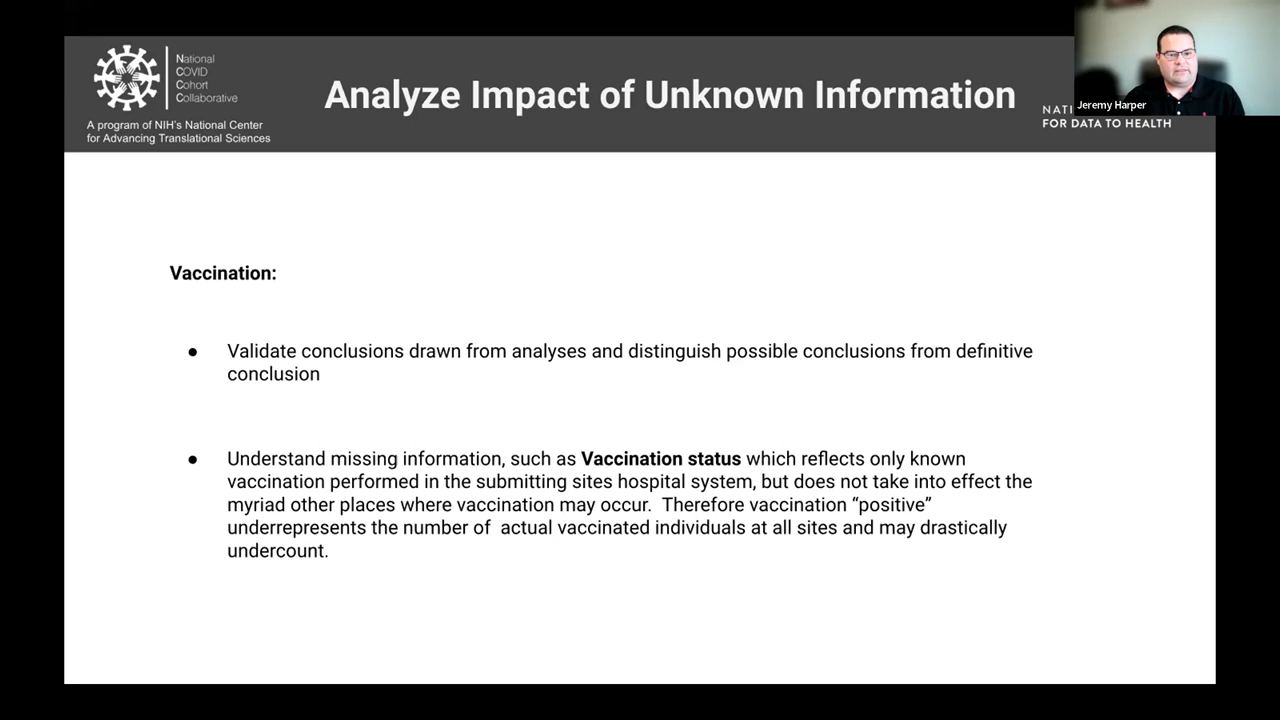 National
COVID
Cohort
Collaborative
A program of NIH's National Center
for Advancing Translational Sciences
Analyze Impact of Unknown Information
Jeremy Harper
NATI
FOR DATA TO HEALTH
Vaccination:
● Validate conclusions drawn from analyses and distinguish possible conclusions from definitive
conclusion
● Understand missing information, such as Vaccination status which reflects only known
vaccination performed in the submitting sites hospital system, but does not take into effect the
myriad other places where vaccination may occur.  Therefore vaccination “positive”
underrepresents the number of  actual vaccinated individuals at all sites and may drastically
undercount.